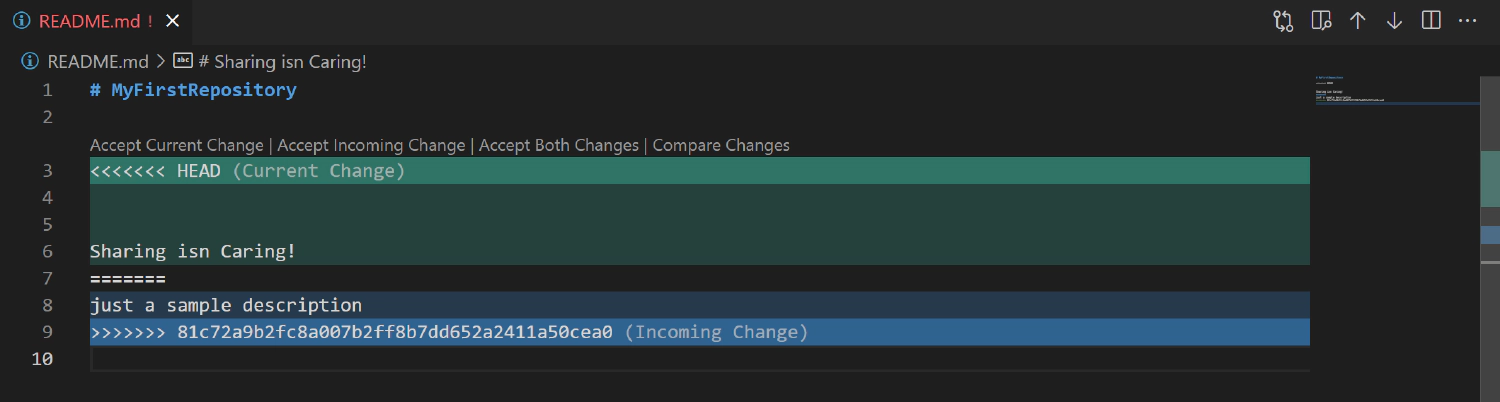 README.md !
README.md > # Sharing isn Caring!
1 # MyFirstRepository
2
Accept Current Change | Accept Incoming Change | Accept Both Changes | Compare Changes
3 <<<<<<< HEAD (Current Change)
4
5
6 Sharing isn Caring!
7 =======
8 just a sample description
9 >>>>>>> 81c72a9b2fc8a007b2ff8b7dd652a2411a50cea0 (Incoming Change)
10